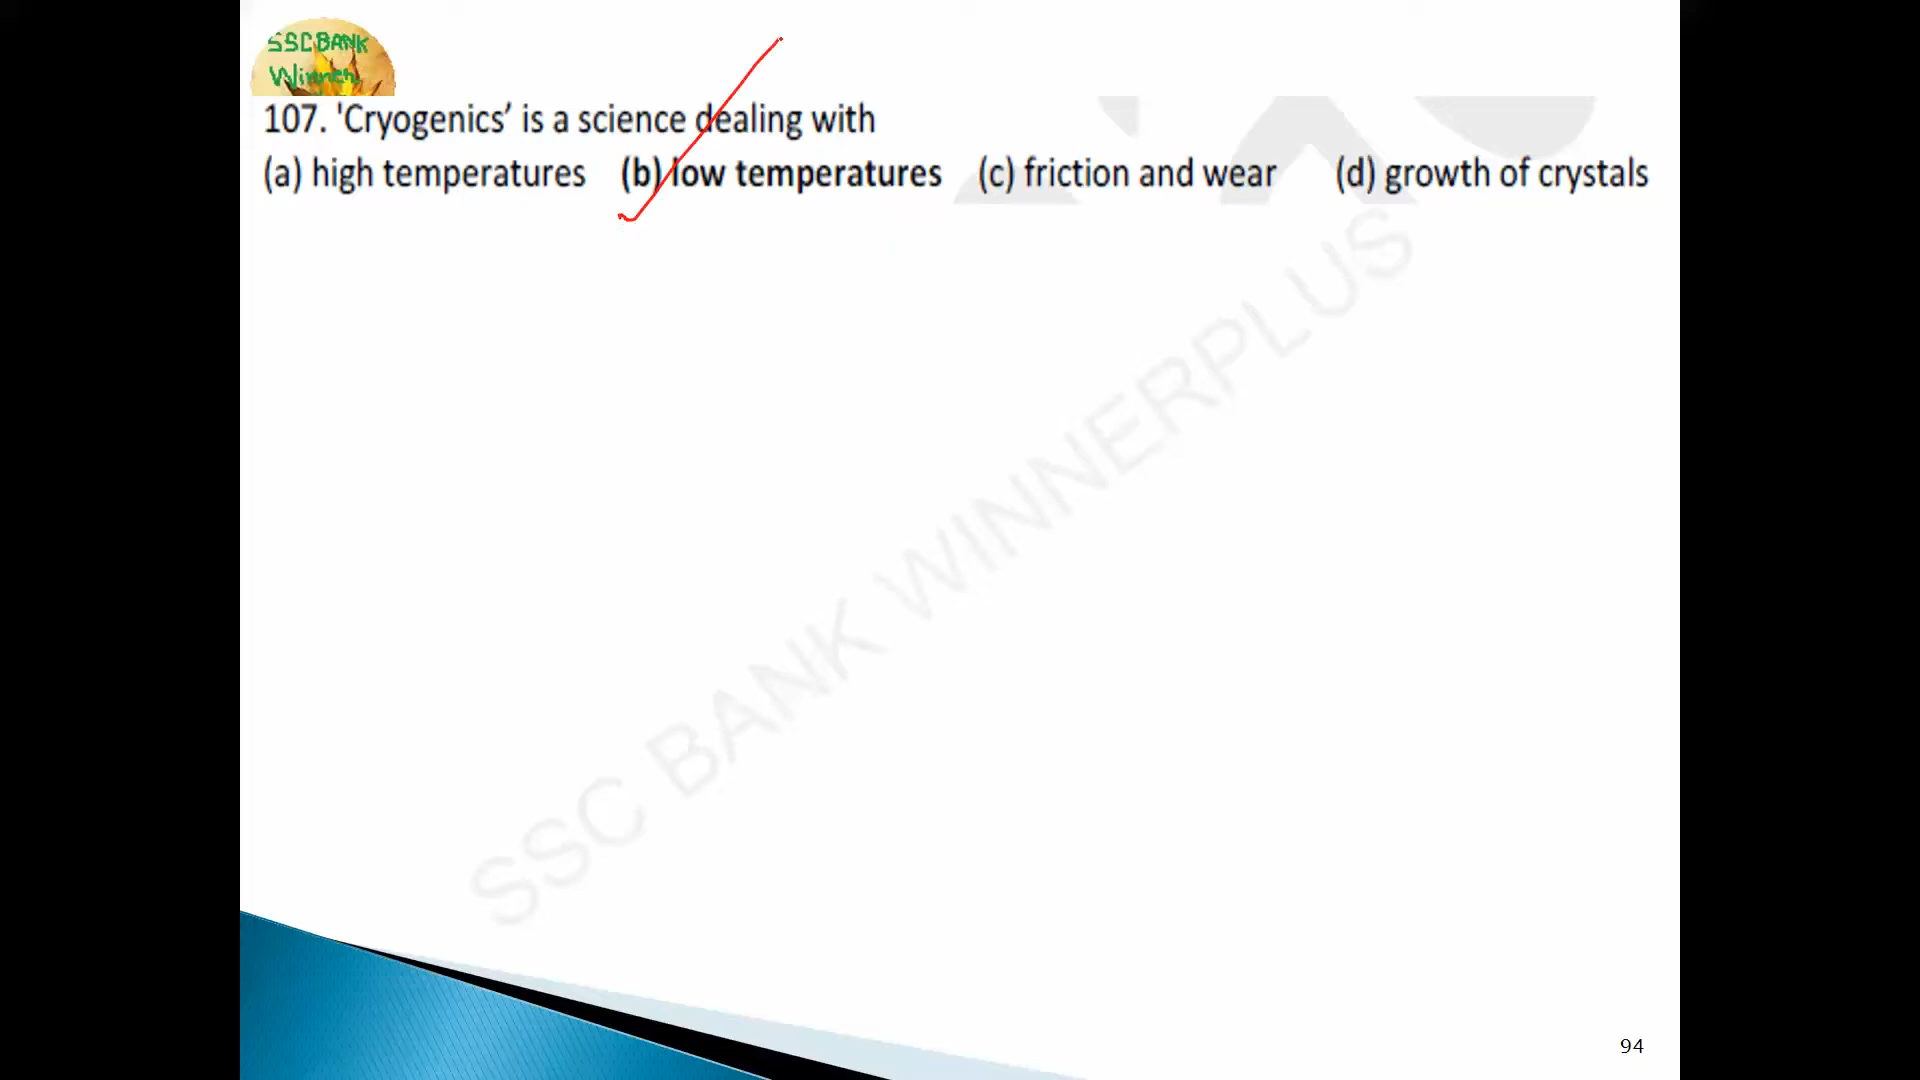 SSC BANK
Winner
107. 'Cryogenics’ is a science dealing with
(a) high temperatures (b) low temperatures (c) friction and wear (d) growth of crystals
SSC BANK WINNERPLUS
94